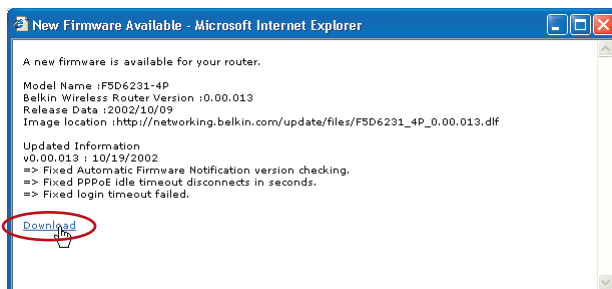 New Firmware Available - Microsoft Internet Explorer
A new firmware is available for your router.
Model Name :F5D6231-4P
Belkin Wireless Router Version :0.00.013
Release Data :2002/10/09
Image location :http://networking.belkin.com/update/files/F5D6231_4P_0.00.013.dlf
Updated Information
v0.00.013 : 10/19/2002
=> Fixed Automatic Firmware Notification version checking.
=> Fixed PPPoE idle timeout disconnects in seconds.
=> Fixed login timeout failed.
Download